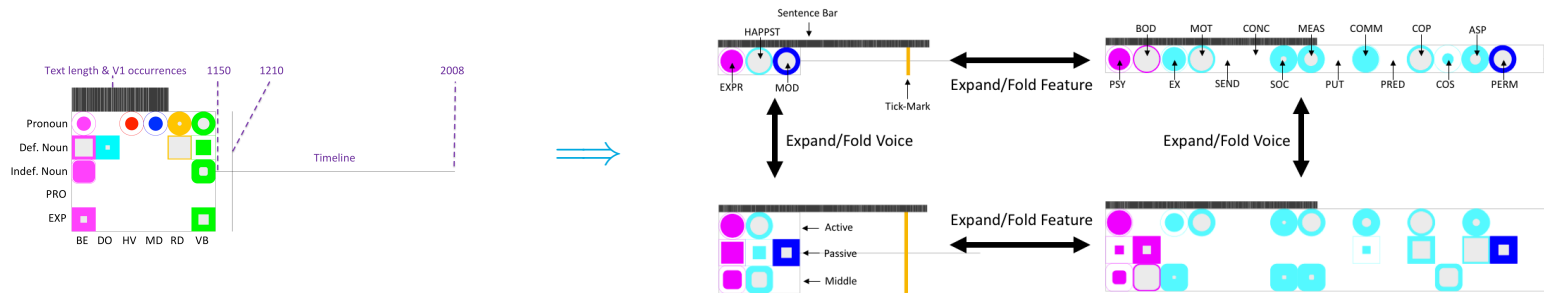 Text length & V1 occurrences 1150 1210 2008
Pronoun
Def. Noun
Indef. Noun
PRO
EXP
BE DO HV MD RD VB
Timeline
Sentence Bar
HAPPST
EXPR MOD
Tick-Mark
Expand/Fold Feature
BOD MOT CONC MEAS COMM COP ASP
PSY EX SEND SOC PUT PRED COS PERM
Expand/Fold Voice
Expand/Fold Voice
Active
Passive
Middle
Expand/Fold Feature